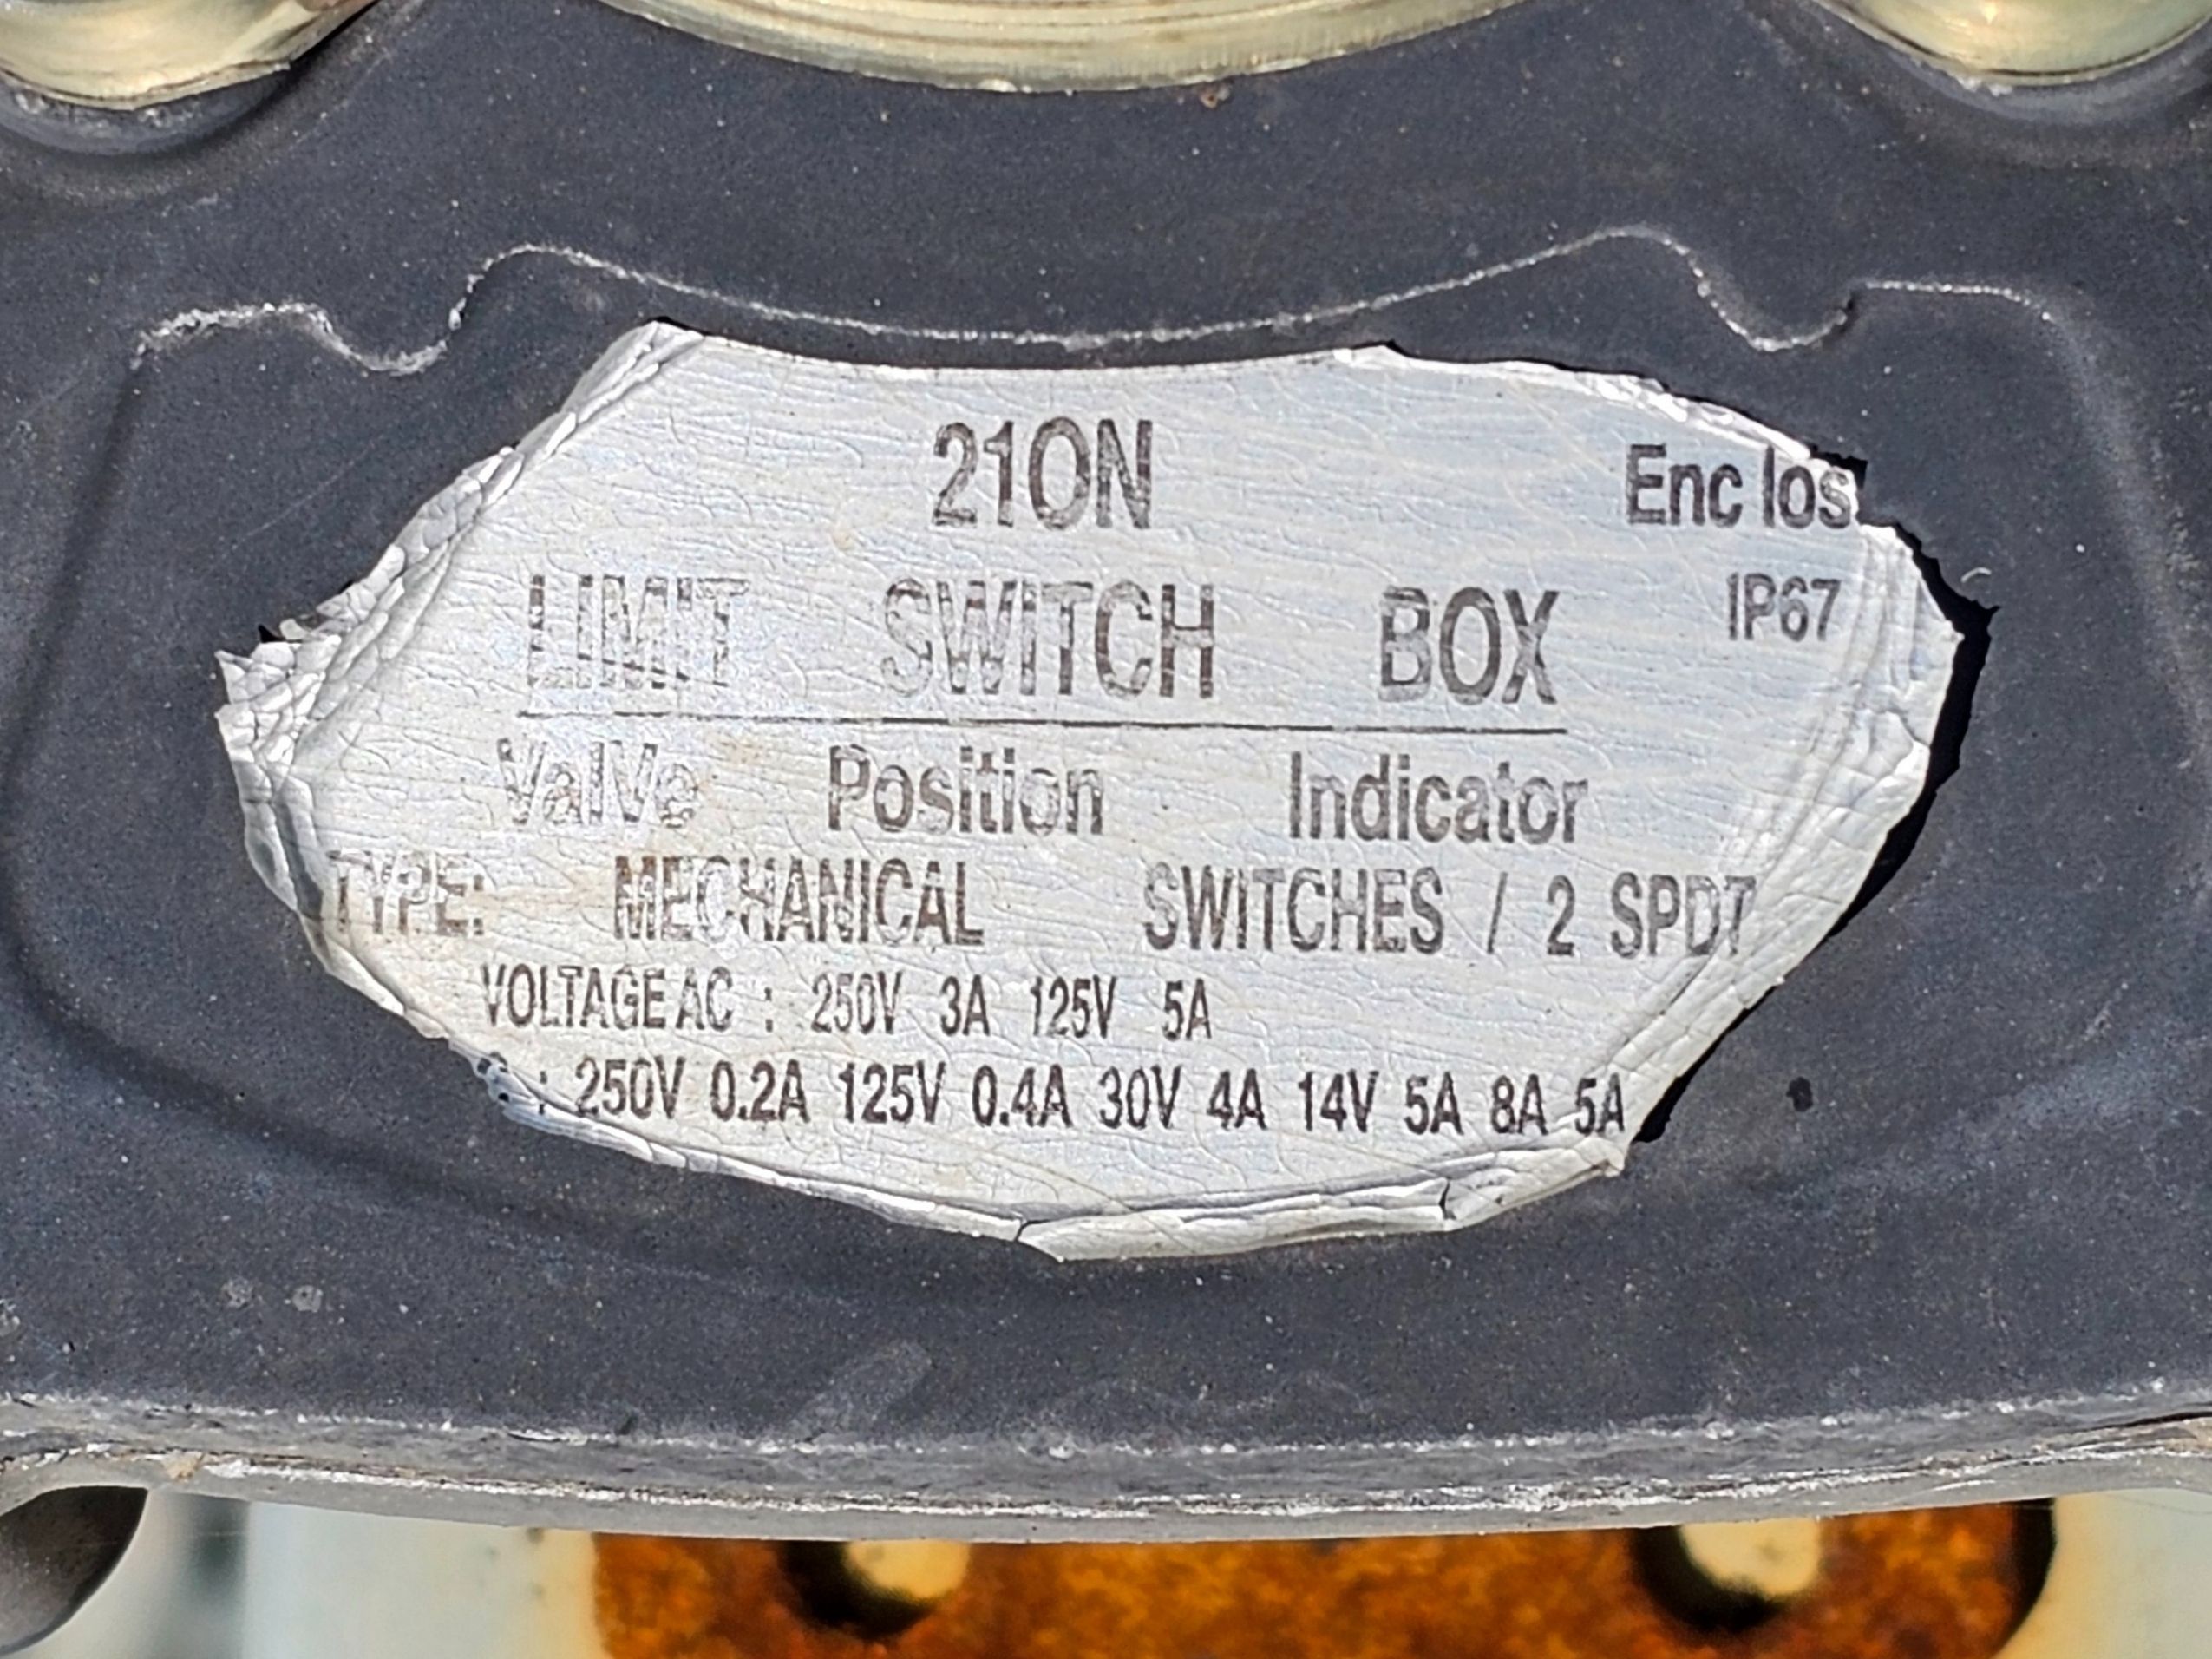 21ON
Enc los
LIMIT SWITCH BOX
IP67
ValVe Position Indicator
TYPE: MECHANICAL SWITCHES / 2 SPDT
VOLTAGE AC : 250V 3A 125V 5A
: 250V 0.2A 125V 0.4A 30V 4A 14V 5A 8A 5A